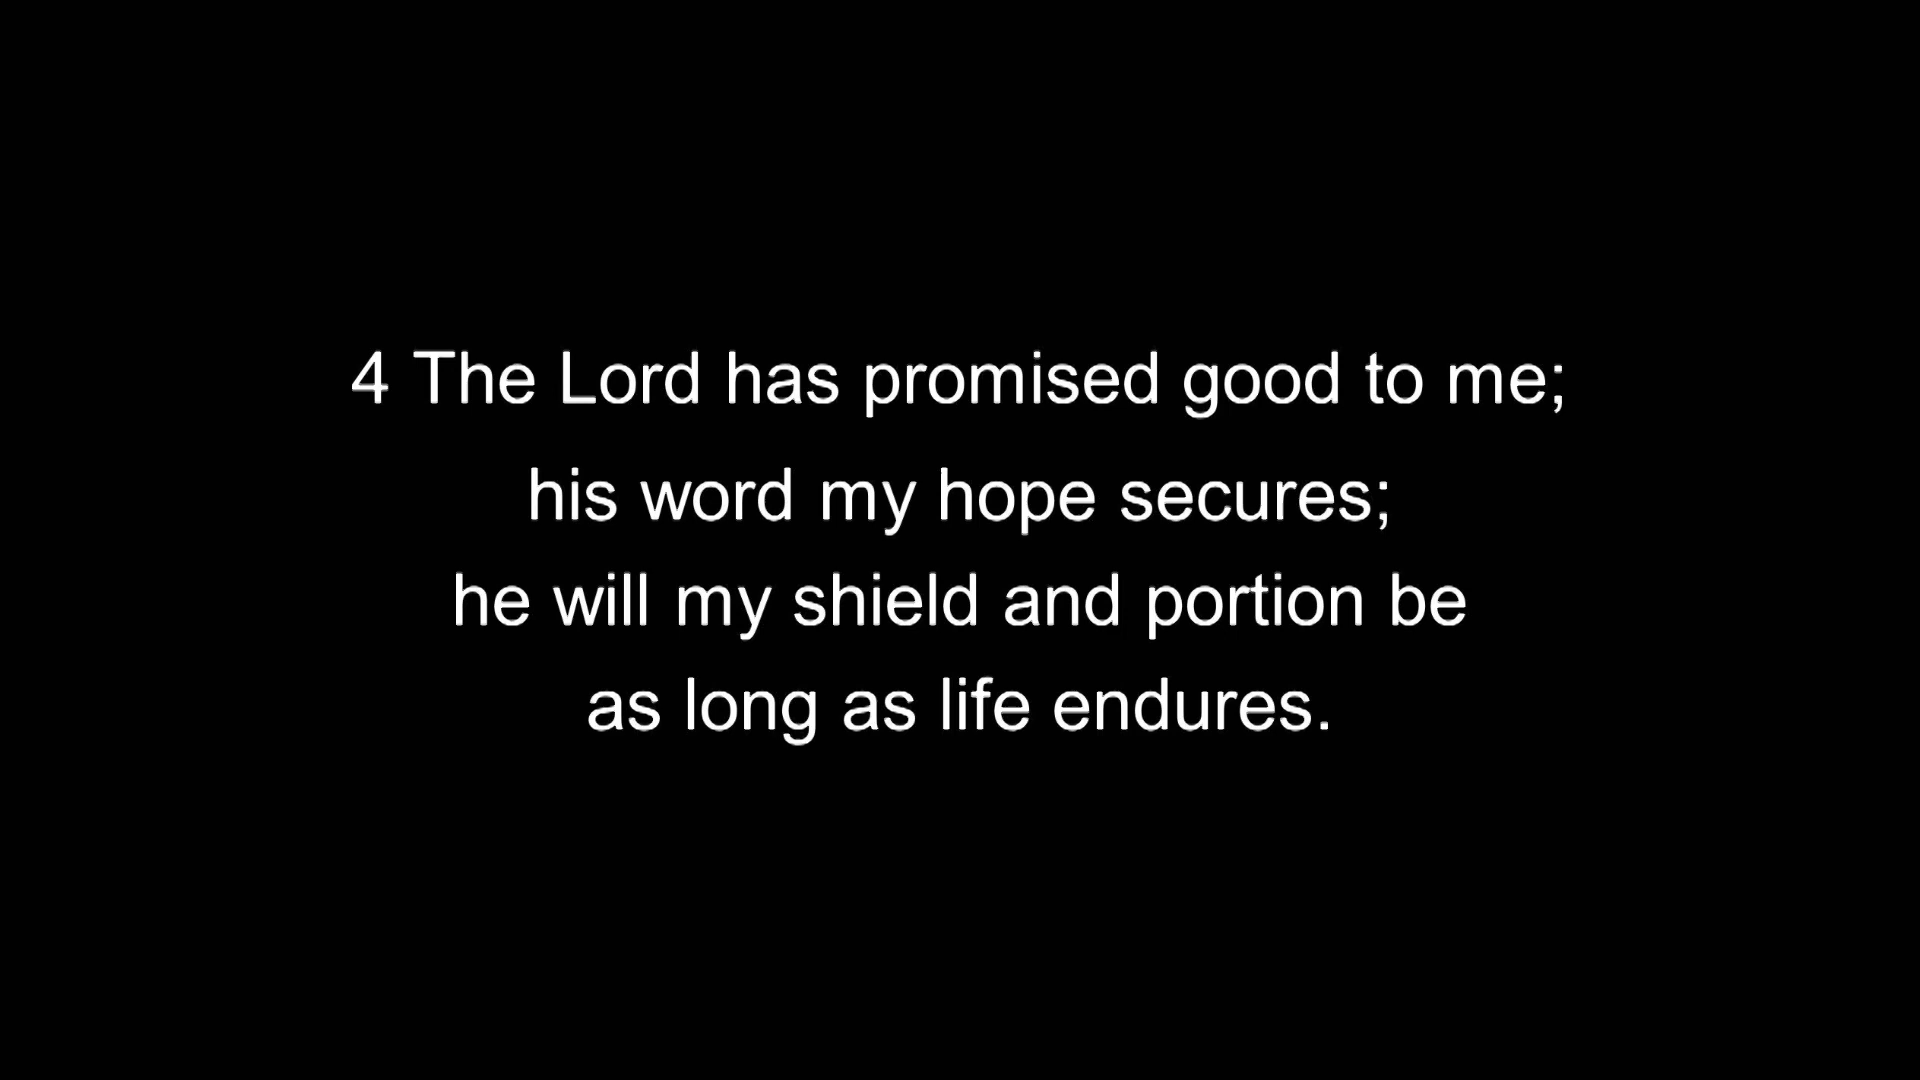 4 The Lord has promised good to me;
his word my hope secures;
he will my shield and portion be
as long as life endures.